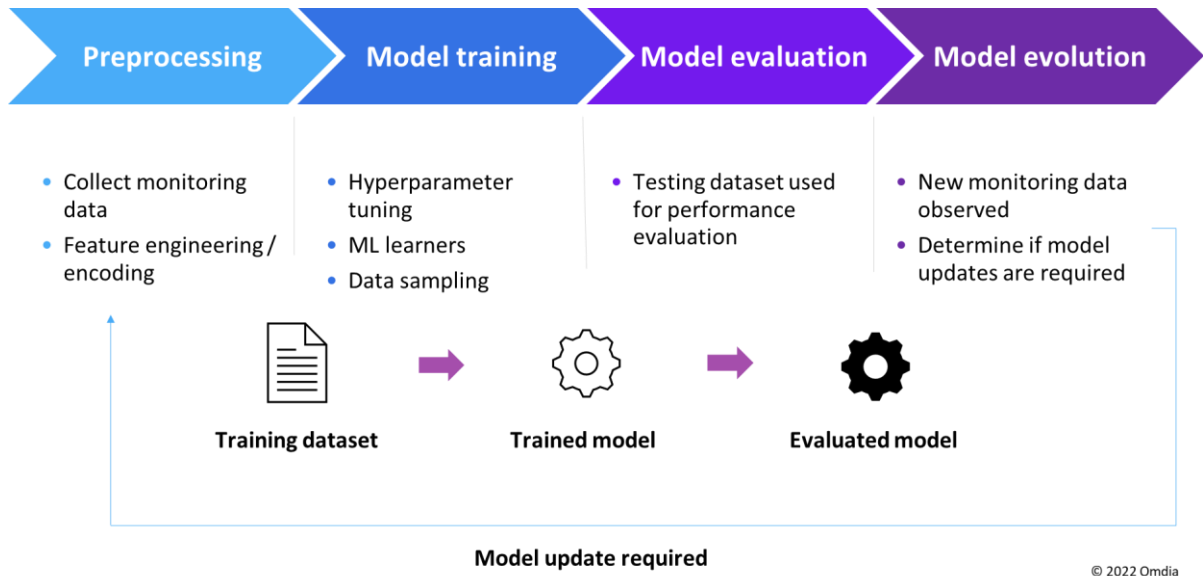 Preprocessing
Model training
Model evaluation
Model evolution
• Collect monitoring
data
• Feature engineering /
encoding
• Hyperparameter
tuning
• ML learners
• Data sampling
• Testing dataset used
for performance
evaluation
• New monitoring data
observed
• Determine if model
updates are required
Training dataset
Trained model
Evaluated model
Model update required
© 2022 Omdia